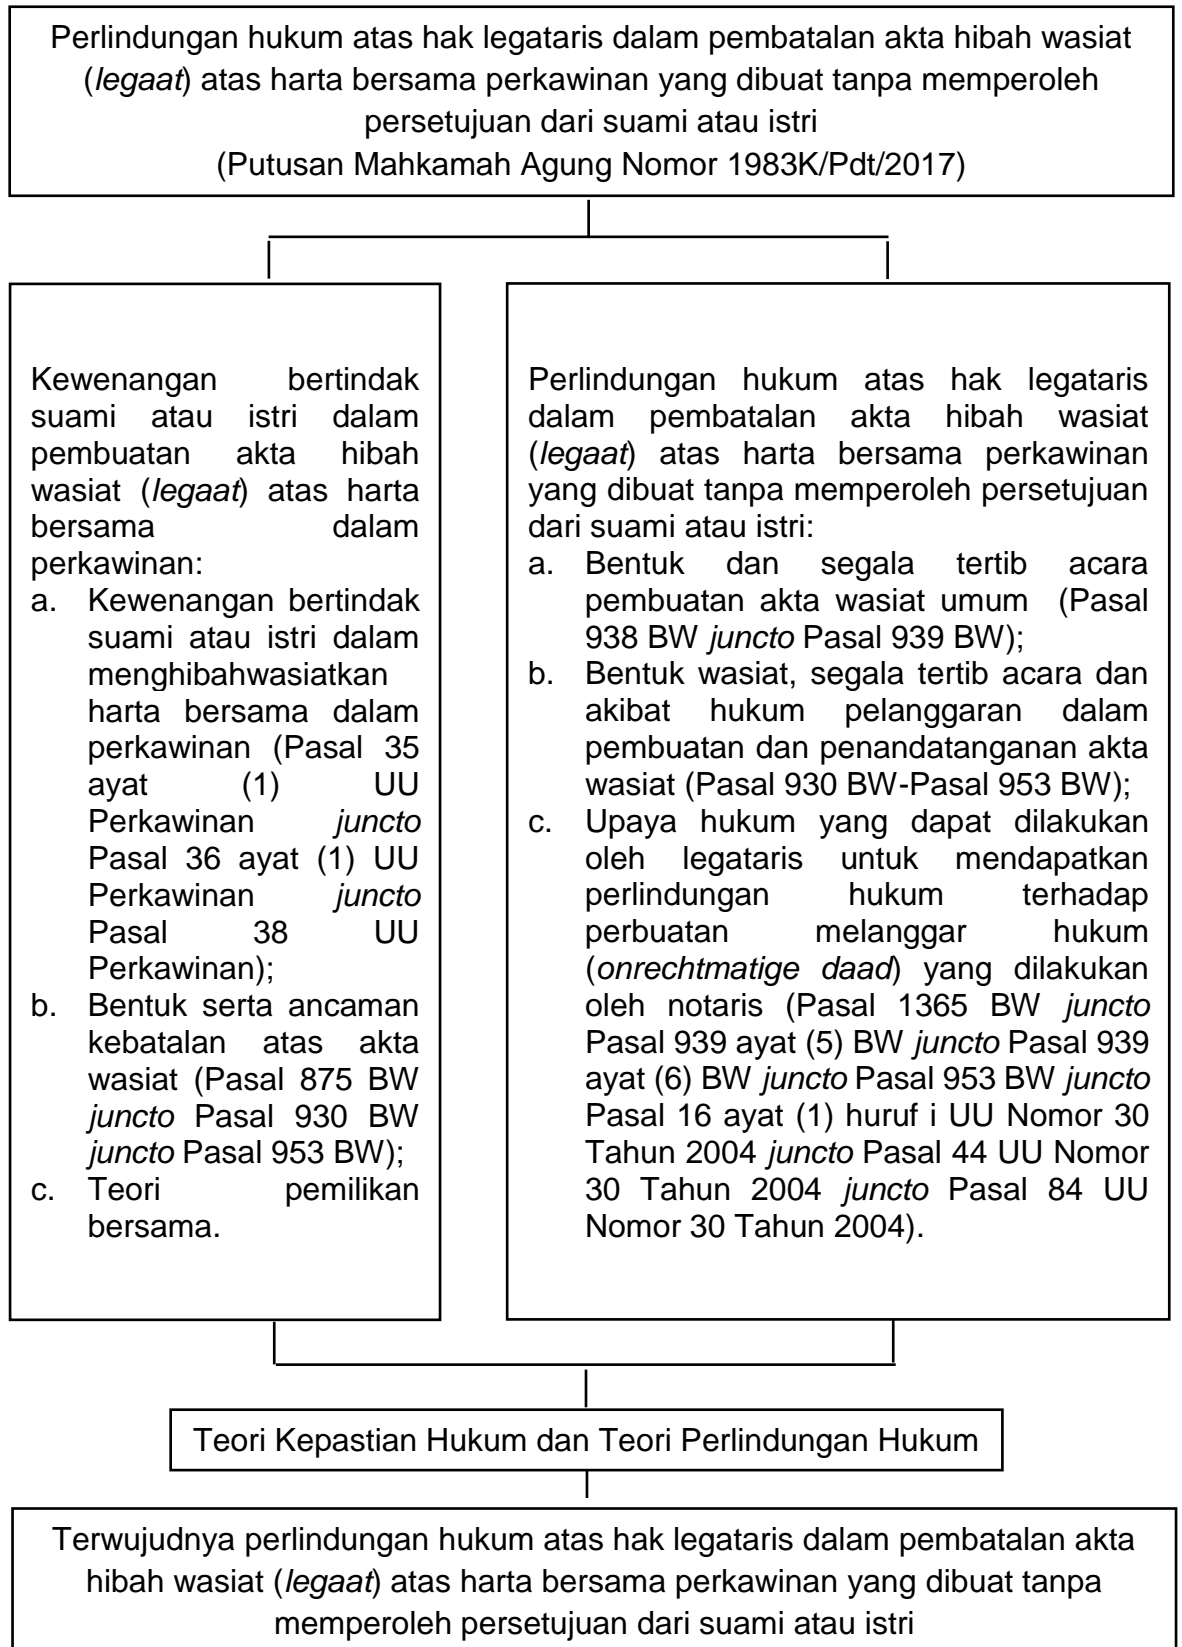 Perlindungan hukum atas hak legataris dalam pembatalan akta hibah wasiat
(legaat) atas harta bersama perkawinan yang dibuat tanpa memperoleh
persetujuan dari suami atau istri
(Putusan Mahkamah Agung Nomor 1983K/Pdt/2017)
Kewenangan bertindak
suami atau istri dalam
pembuatan akta hibah
wasiat (legaat) atas harta
bersama dalam
perkawinan:
a. Kewenangan bertindak
suami atau istri dalam
menghibahwasiatkan
harta bersama dalam
perkawinan (Pasal 35
ayat (1) UU
Perkawinan juncto
Pasal 36 ayat (1) UU
Perkawinan juncto
Pasal 38 UU
Perkawinan);
b. Bentuk serta ancaman
kebatalan atas akta
wasiat (Pasal 875 BW
juncto Pasal 930 BW
juncto Pasal 953 BW);
c. Teori pemilikan
bersama.
Perlindungan hukum atas hak legataris
dalam pembatalan akta hibah wasiat
(legaat) atas harta bersama perkawinan
yang dibuat tanpa memperoleh persetujuan
dari suami atau istri:
a. Bentuk dan segala tertib acara
pembuatan akta wasiat umum (Pasal
938 BW juncto Pasal 939 BW);
b. Bentuk wasiat, segala tertib acara dan
akibat hukum pelanggaran dalam
pembuatan dan penandatanganan akta
wasiat (Pasal 930 BW-Pasal 953 BW);
c. Upaya hukum yang dapat dilakukan
oleh legataris untuk mendapatkan
perlindungan hukum terhadap
perbuatan melanggar hukum
(onrechtmatige daad) yang dilakukan
oleh notaris (Pasal 1365 BW juncto
Pasal 939 ayat (5) BW juncto Pasal 939
ayat (6) BW juncto Pasal 953 BW juncto
Pasal 16 ayat (1) huruf i UU Nomor 30
Tahun 2004 juncto Pasal 44 UU Nomor
30 Tahun 2004 juncto Pasal 84 UU
Nomor 30 Tahun 2004).
Teori Kepastian Hukum dan Teori Perlindungan Hukum
Terwujudnya perlindungan hukum atas hak legataris dalam pembatalan akta
hibah wasiat (legaat) atas harta bersama perkawinan yang dibuat tanpa
memperoleh persetujuan dari suami atau istri